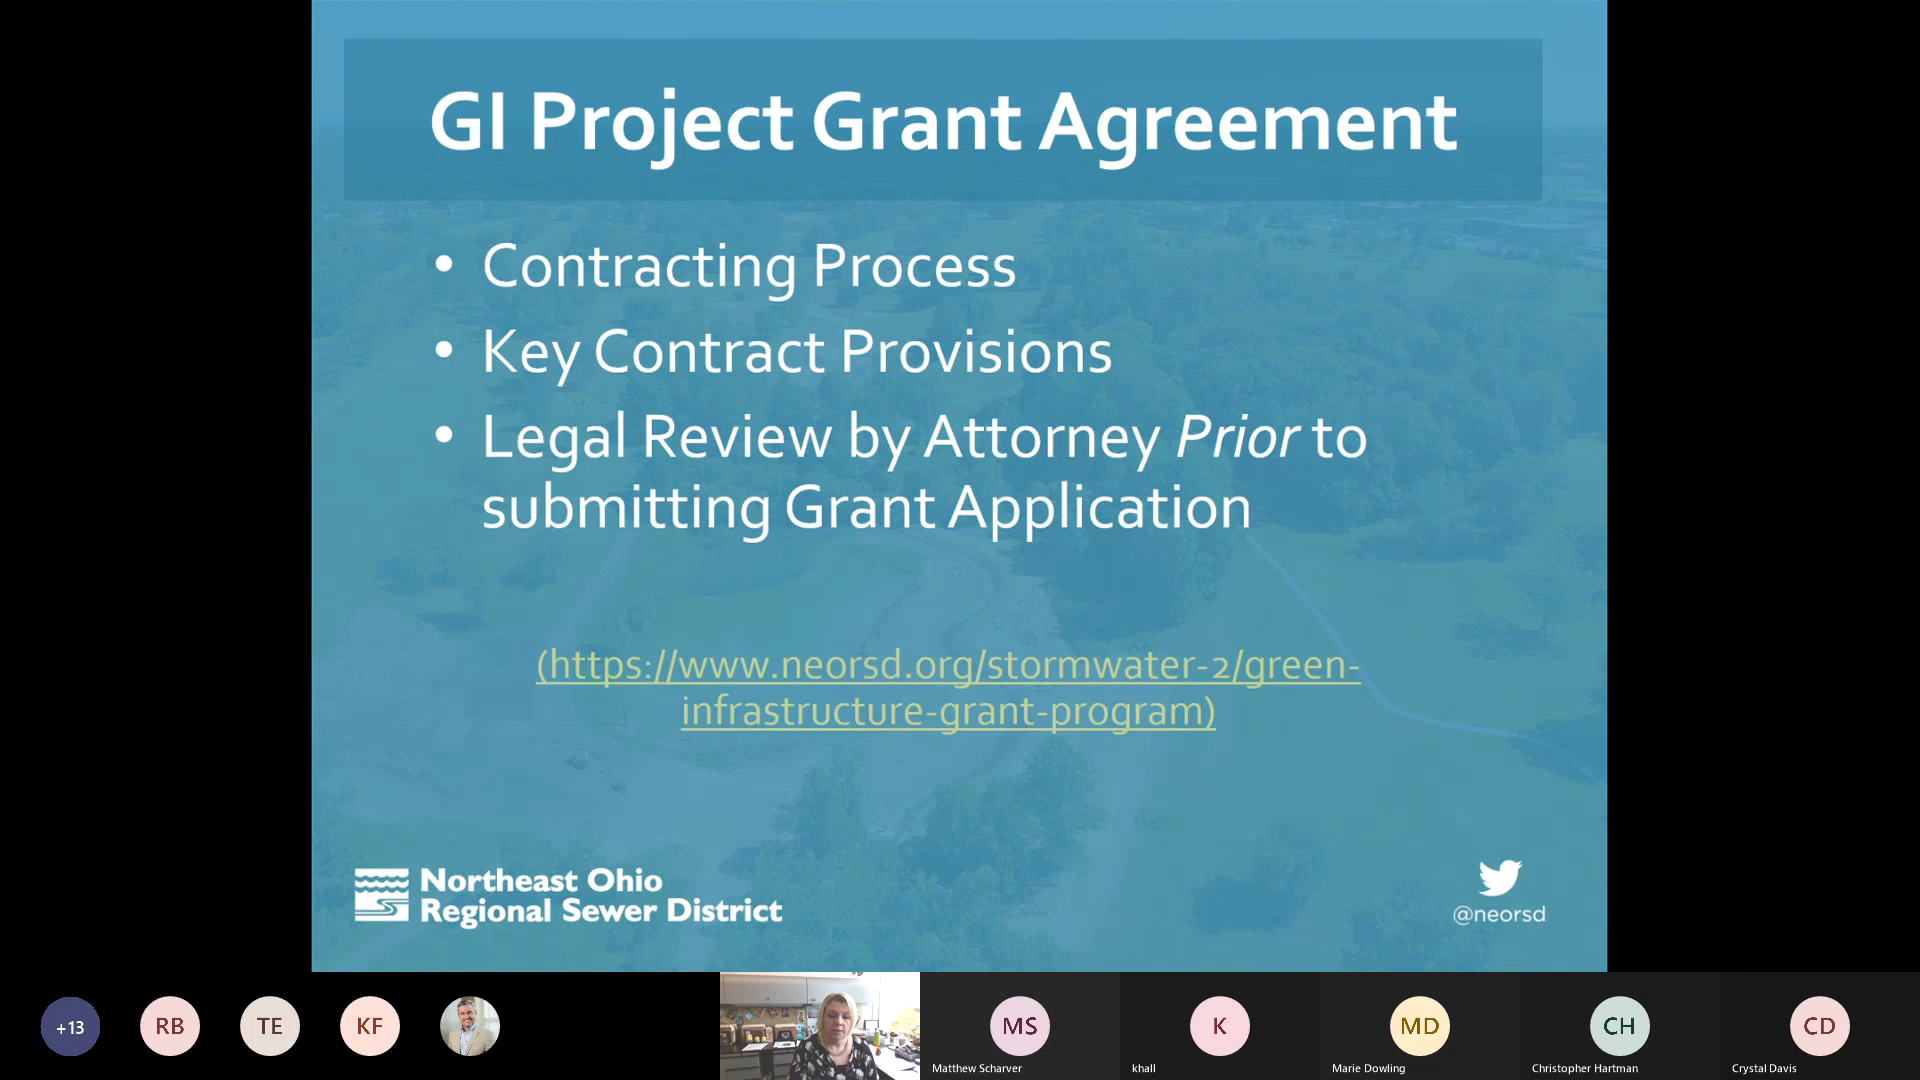 GI Project Grant Agreement
• Contracting Process
• Key Contract Provisions
• Legal Review by Attorney Prior to
submitting Grant Application
(https://www.neorsd.org/stormwater-2/green-
infrastructure-grant-program)
Northeast Ohio
Regional Sewer District
@neorsd
+13
RB
TE
KF
MS
K
MD
CH
CD
Matthew Scharver
khall
Marie Dowling
Christopher Hartman
Crystal Davis